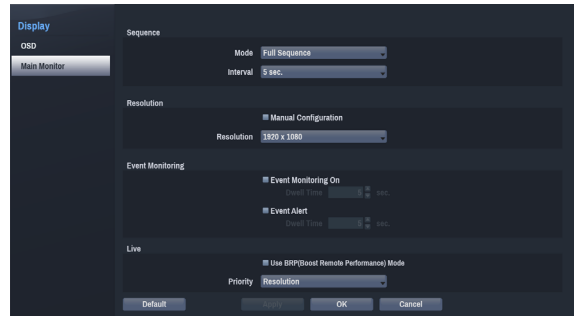 Display
OSD
Main Monitor
Sequence
Mode Full Sequence
Interval 5 sec.
Resolution
Manual Configuration
Resolution 1920 x 1080
Event Monitoring
Event Monitoring On
Dwell Time 5 sec.
Event Alert
Dwell Time 5 sec.
Live
Use BRP(Boost Remote Performance) Mode
Priority Resolution
Default Apply OK Cancel